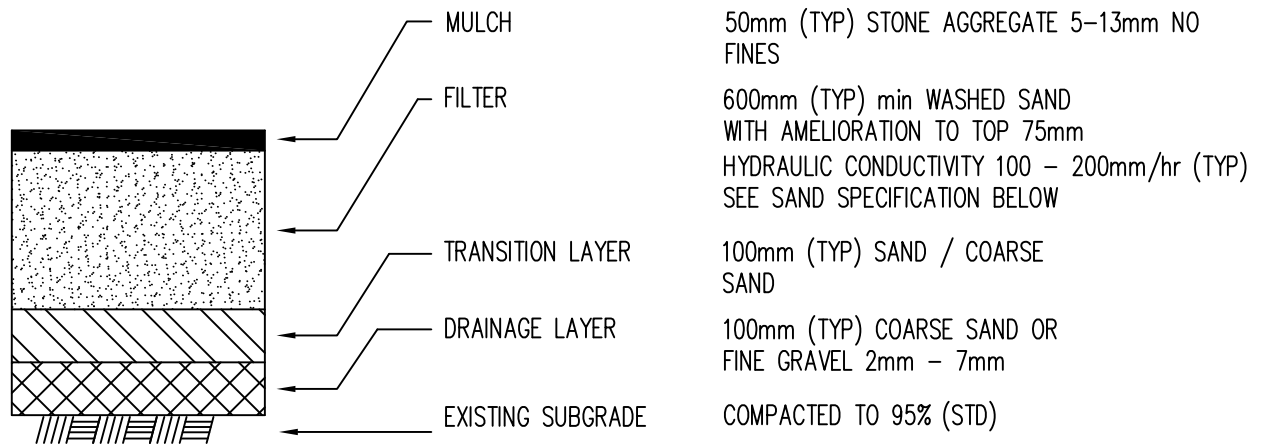 MULCH
50mm (TYP) STONE AGGREGATE 5-13mm NO
FINES
FILTER
600mm (TYP) min WASHED SAND
WITH AMELIORATION TO TOP 75mm
HYDRAULIC CONDUCTIVITY 100 - 200mm/hr (TYP)
SEE SAND SPECIFICATION BELOW
TRANSITION LAYER
100mm (TYP) SAND / COARSE
SAND
DRAINAGE LAYER
100mm (TYP) COARSE SAND OR
FINE GRAVEL 2mm - 7mm
EXISTING SUBGRADE
COMPACTED TO 95% (STD)